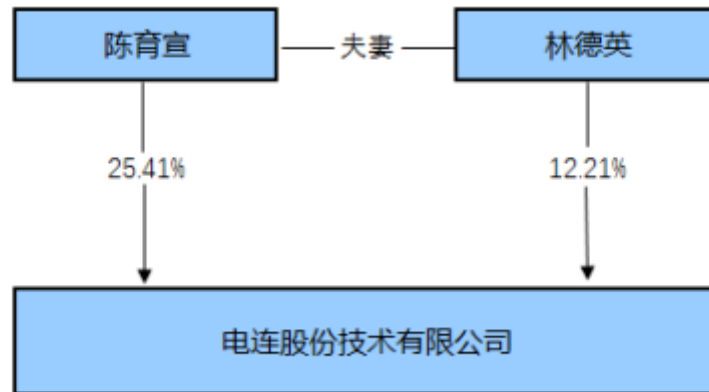 陈育宣
夫妻
林德英
25.41%
12.21%
电连股份技术有限公司